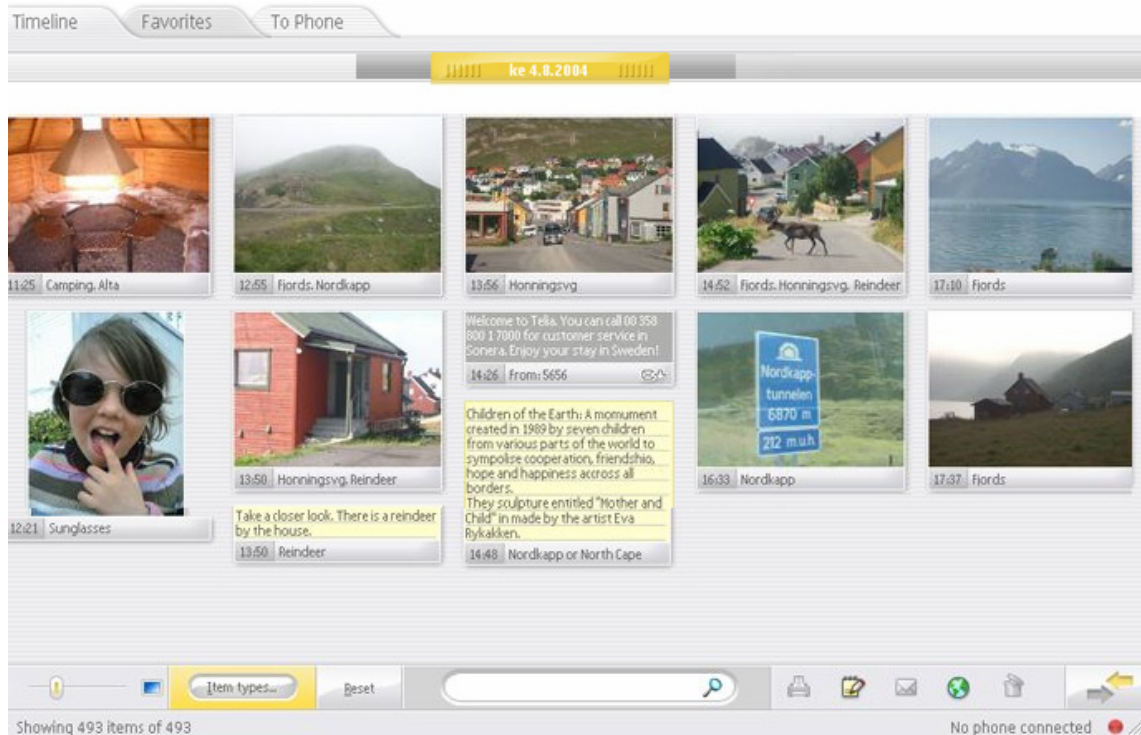 Timeline
Favorites
To Phone
ke 4.8.2004
11:25 Camping, Alta
12:55 Fjords, Nordkapp
13:56 Honningsvg
14:52 Fjords, Honningsvg, Reindeer
17:10 Fjords
12:21 Sunglasses
13:50 Honningsvg, Reindeer
Take a closer look. There is a reindeer
by the house.
13:50 Reindeer
Welcome to Telia. You can call 00 358
800 1 7000 for customer service in
Sonera. Enjoy your stay in Sweden!
14:26 From: 5656
Children of the Earth: A momument
created in 1989 by seven children
from various parts of the world to
sympolise cooperation, friendshio,
hope and happiness accross all
borders.
They sculpture entitled "Mother and
Child" in made by the artist Eva
Rykakken.
14:48 Nordkapp or North Cape
Nordkapp-
tunnelen
6870 m
212 m.u.h.
16:33 Nordkapp
17:37 Fjords
Item types...
Reset
Showing 493 items of 493
No phone connected